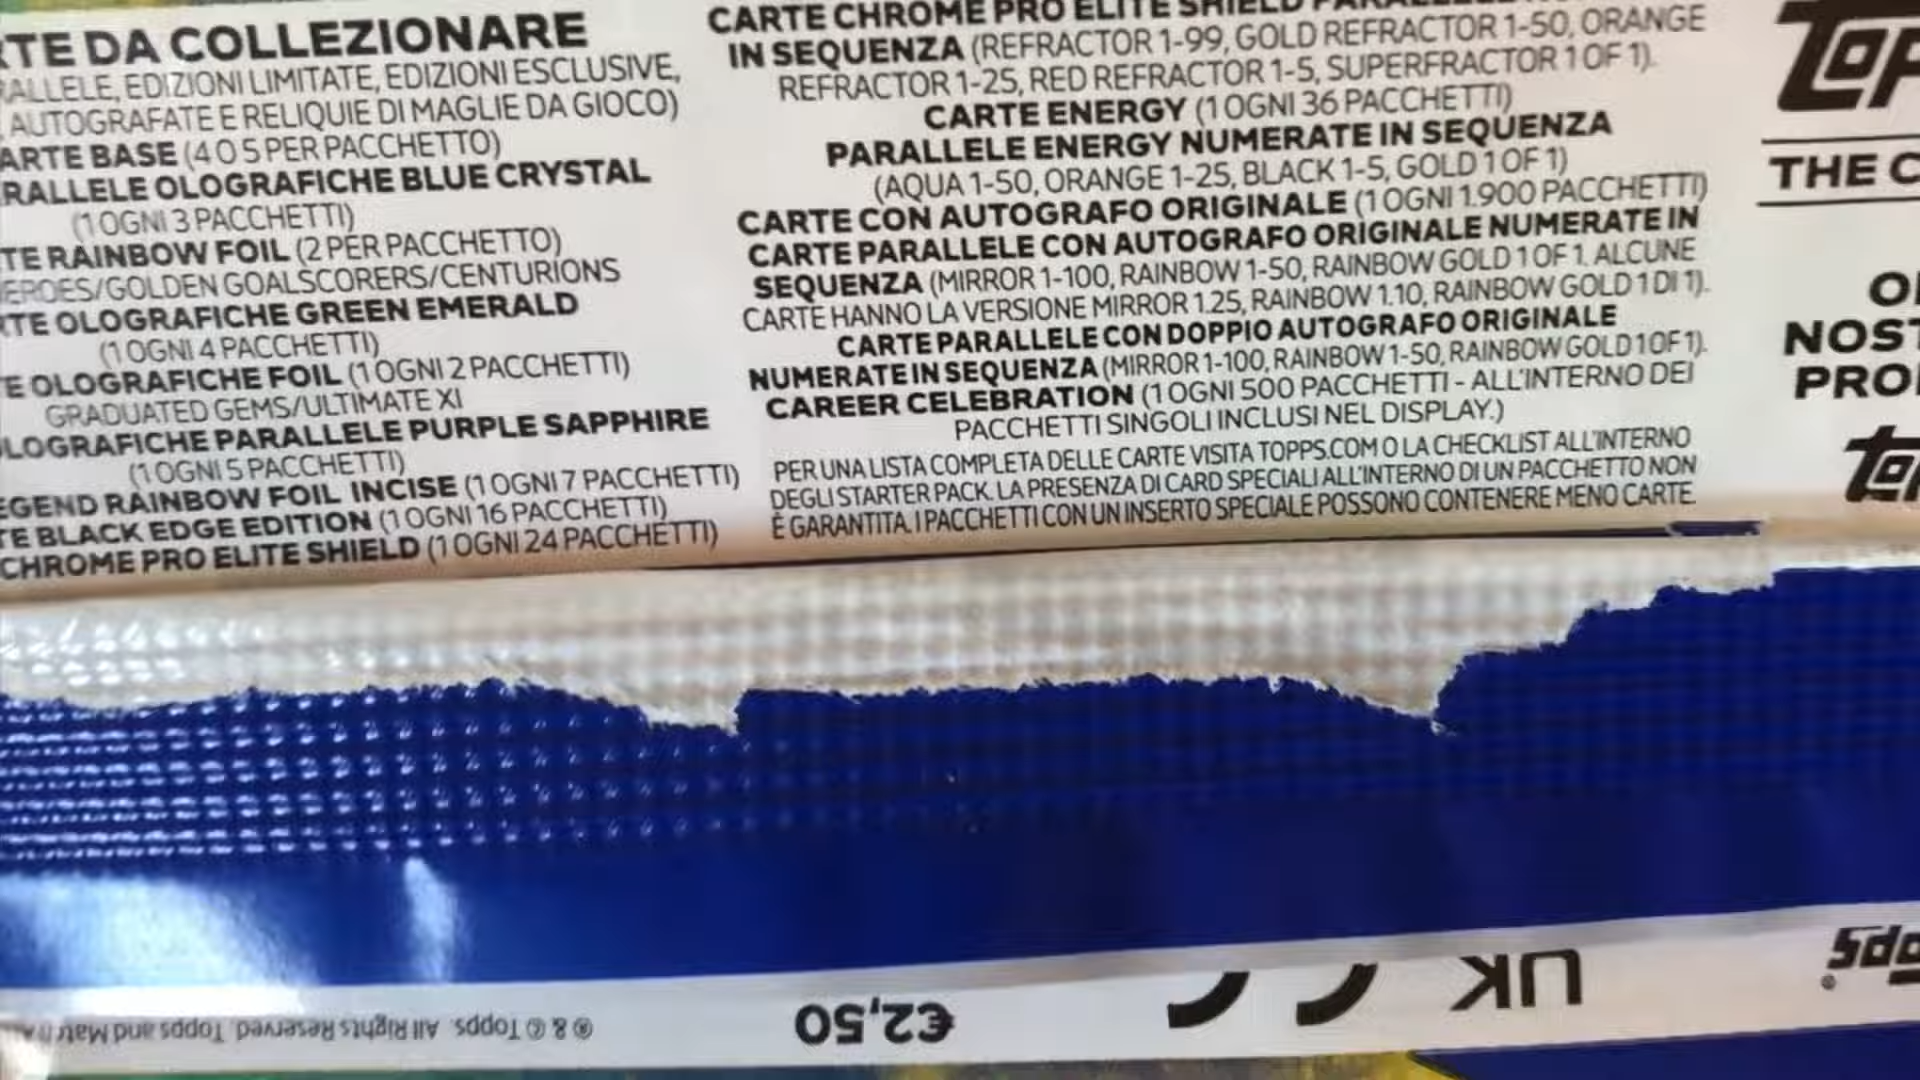 RTE DA COLLEZIONARE
RALLELE, EDIZIONI LIMITATE, EDIZIONI ESCLUSIVE,
, AUTOGRAFATE E RELIQUIE DI MAGLIE DA GIOCO)
ARTE BASE (4 O 5 PER PACCHETTO)
RALLELE OLOGRAFICHE BLUE CRYSTAL
(1 OGNI 3 PACCHETTI)
TE RAINBOW FOIL (2 PER PACCHETTO)
EROES/GOLDEN GOALSCORERS/CENTURIONS
RTE OLOGRAFICHE GREEN EMERALD
(1 OGNI 4 PACCHETTI)
E OLOGRAFICHE FOIL (1 OGNI 2 PACCHETTI)
GRADUATED GEMS/ULTIMATE XI
LOGRAFICHE PARALLELE PURPLE SAPPHIRE
(1 OGNI 5 PACCHETTI)
EGEND RAINBOW FOIL INCISE (1 OGNI 7 PACCHETTI)
TE BLACK EDGE EDITION (1 OGNI 16 PACCHETTI)
CHROME PRO ELITE SHIELD (1 OGNI 24 PACCHETTI)
CARTE CHROME PRO ELITE SHIELD
IN SEQUENZA (REFRACTOR 1-99, GOLD REFRACTOR 1-50, ORANGE
REFRACTOR 1-25, RED REFRACTOR 1-5, SUPERFRACTOR 1 OF 1).
CARTE ENERGY (1 OGNI 36 PACCHETTI)
PARALLELE ENERGY NUMERATE IN SEQUENZA
(AQUA 1-50, ORANGE 1-25, BLACK 1-5, GOLD 1 OF 1)
CARTE CON AUTOGRAFO ORIGINALE (1 OGNI 1.900 PACCHETTI)
CARTE PARALLELE CON AUTOGRAFO ORIGINALE NUMERATE IN
SEQUENZA (MIRROR 1-100, RAINBOW 1-50, RAINBOW GOLD 1 OF 1. ALCUNE
CARTE HANNO LA VERSIONE MIRROR 1.25, RAINBOW 1.10, RAINBOW GOLD 1 DI 1).
CARTE PARALLELE CON DOPPIO AUTOGRAFO ORIGINALE
NUMERATE IN SEQUENZA (MIRROR 1-100, RAINBOW 1-50, RAINBOW GOLD 1 OF 1).
CAREER CELEBRATION (1 OGNI 500 PACCHETTI - ALL'INTERNO DEI
PACCHETTI SINGOLI INCLUSI NEL DISPLAY.)
PER UNA LISTA COMPLETA DELLE CARTE VISITA TOPPS.COM O LA CHECKLIST ALL'INTERNO
DEGLI STARTER PACK. LA PRESENZA DI CARD SPECIALI ALL'INTERNO DI UN PACCHETTO NON
È GARANTITA. I PACCHETTI CON UN INSERTO SPECIALE POSSONO CONTENERE MENO CARTE.
TOP
THE C
NOST
PRO
® & © Topps. All Rights Reserved. Topps and Mat
€2,50
CE
UK
pps®